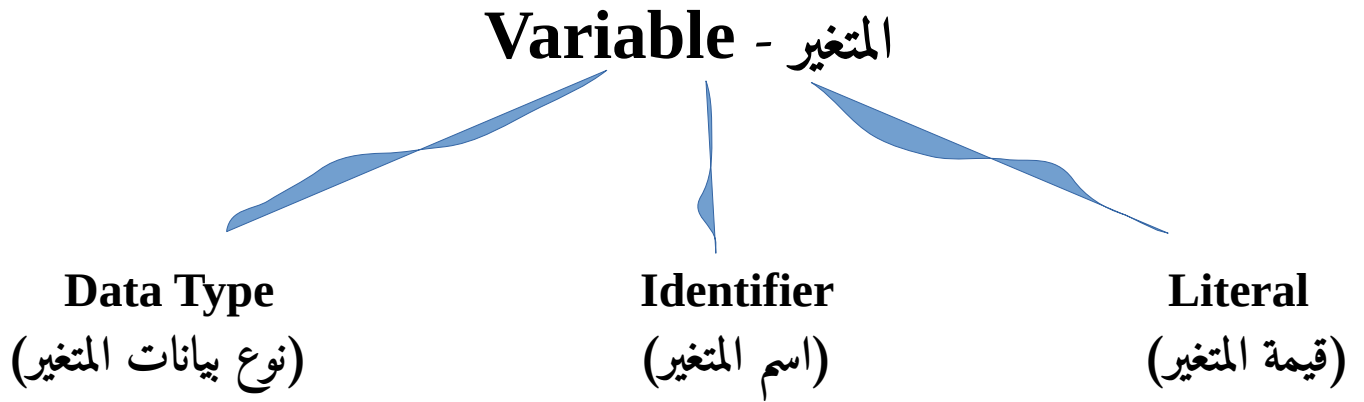 Variable - المتغير
Data Type
(نوع بيانات المتغير)
Identifier
(اسم المتغير)
Literal
(قيمة المتغير)